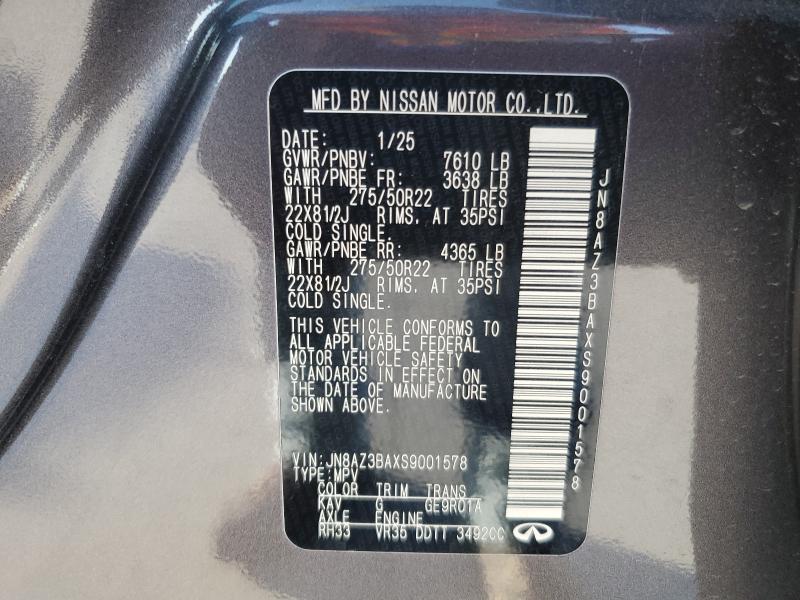 MFD BY NISSAN MOTOR CO.,LTD.
DATE: 1/25
GVWR/PNBV: 7610 LB
GAWR/PNBE FR: 3638 LB
WITH 275/50R22 TIRES
22X81/2J RIMS. AT 35PSI
COLD SINGLE.
GAWR/PNBE RR: 4365 LB
WITH 275/50R22 TIRES
22X81/2J RIMS. AT 35PSI
COLD SINGLE.
THIS VEHICLE CONFORMS TO
ALL APPLICABLE FEDERAL
MOTOR VEHICLE SAFETY
STANDARDS IN EFFECT ON
THE DATE OF MANUFACTURE
SHOWN ABOVE.
VIN:JN8AZ3BAXS9001578
TYPE:MPV
COLOR TRIM TRANS
KAV G GE9R01A
AXLE ENGINE
RH33 VR35 DDTT 3492CC
JN8AZ3BAXS9001578